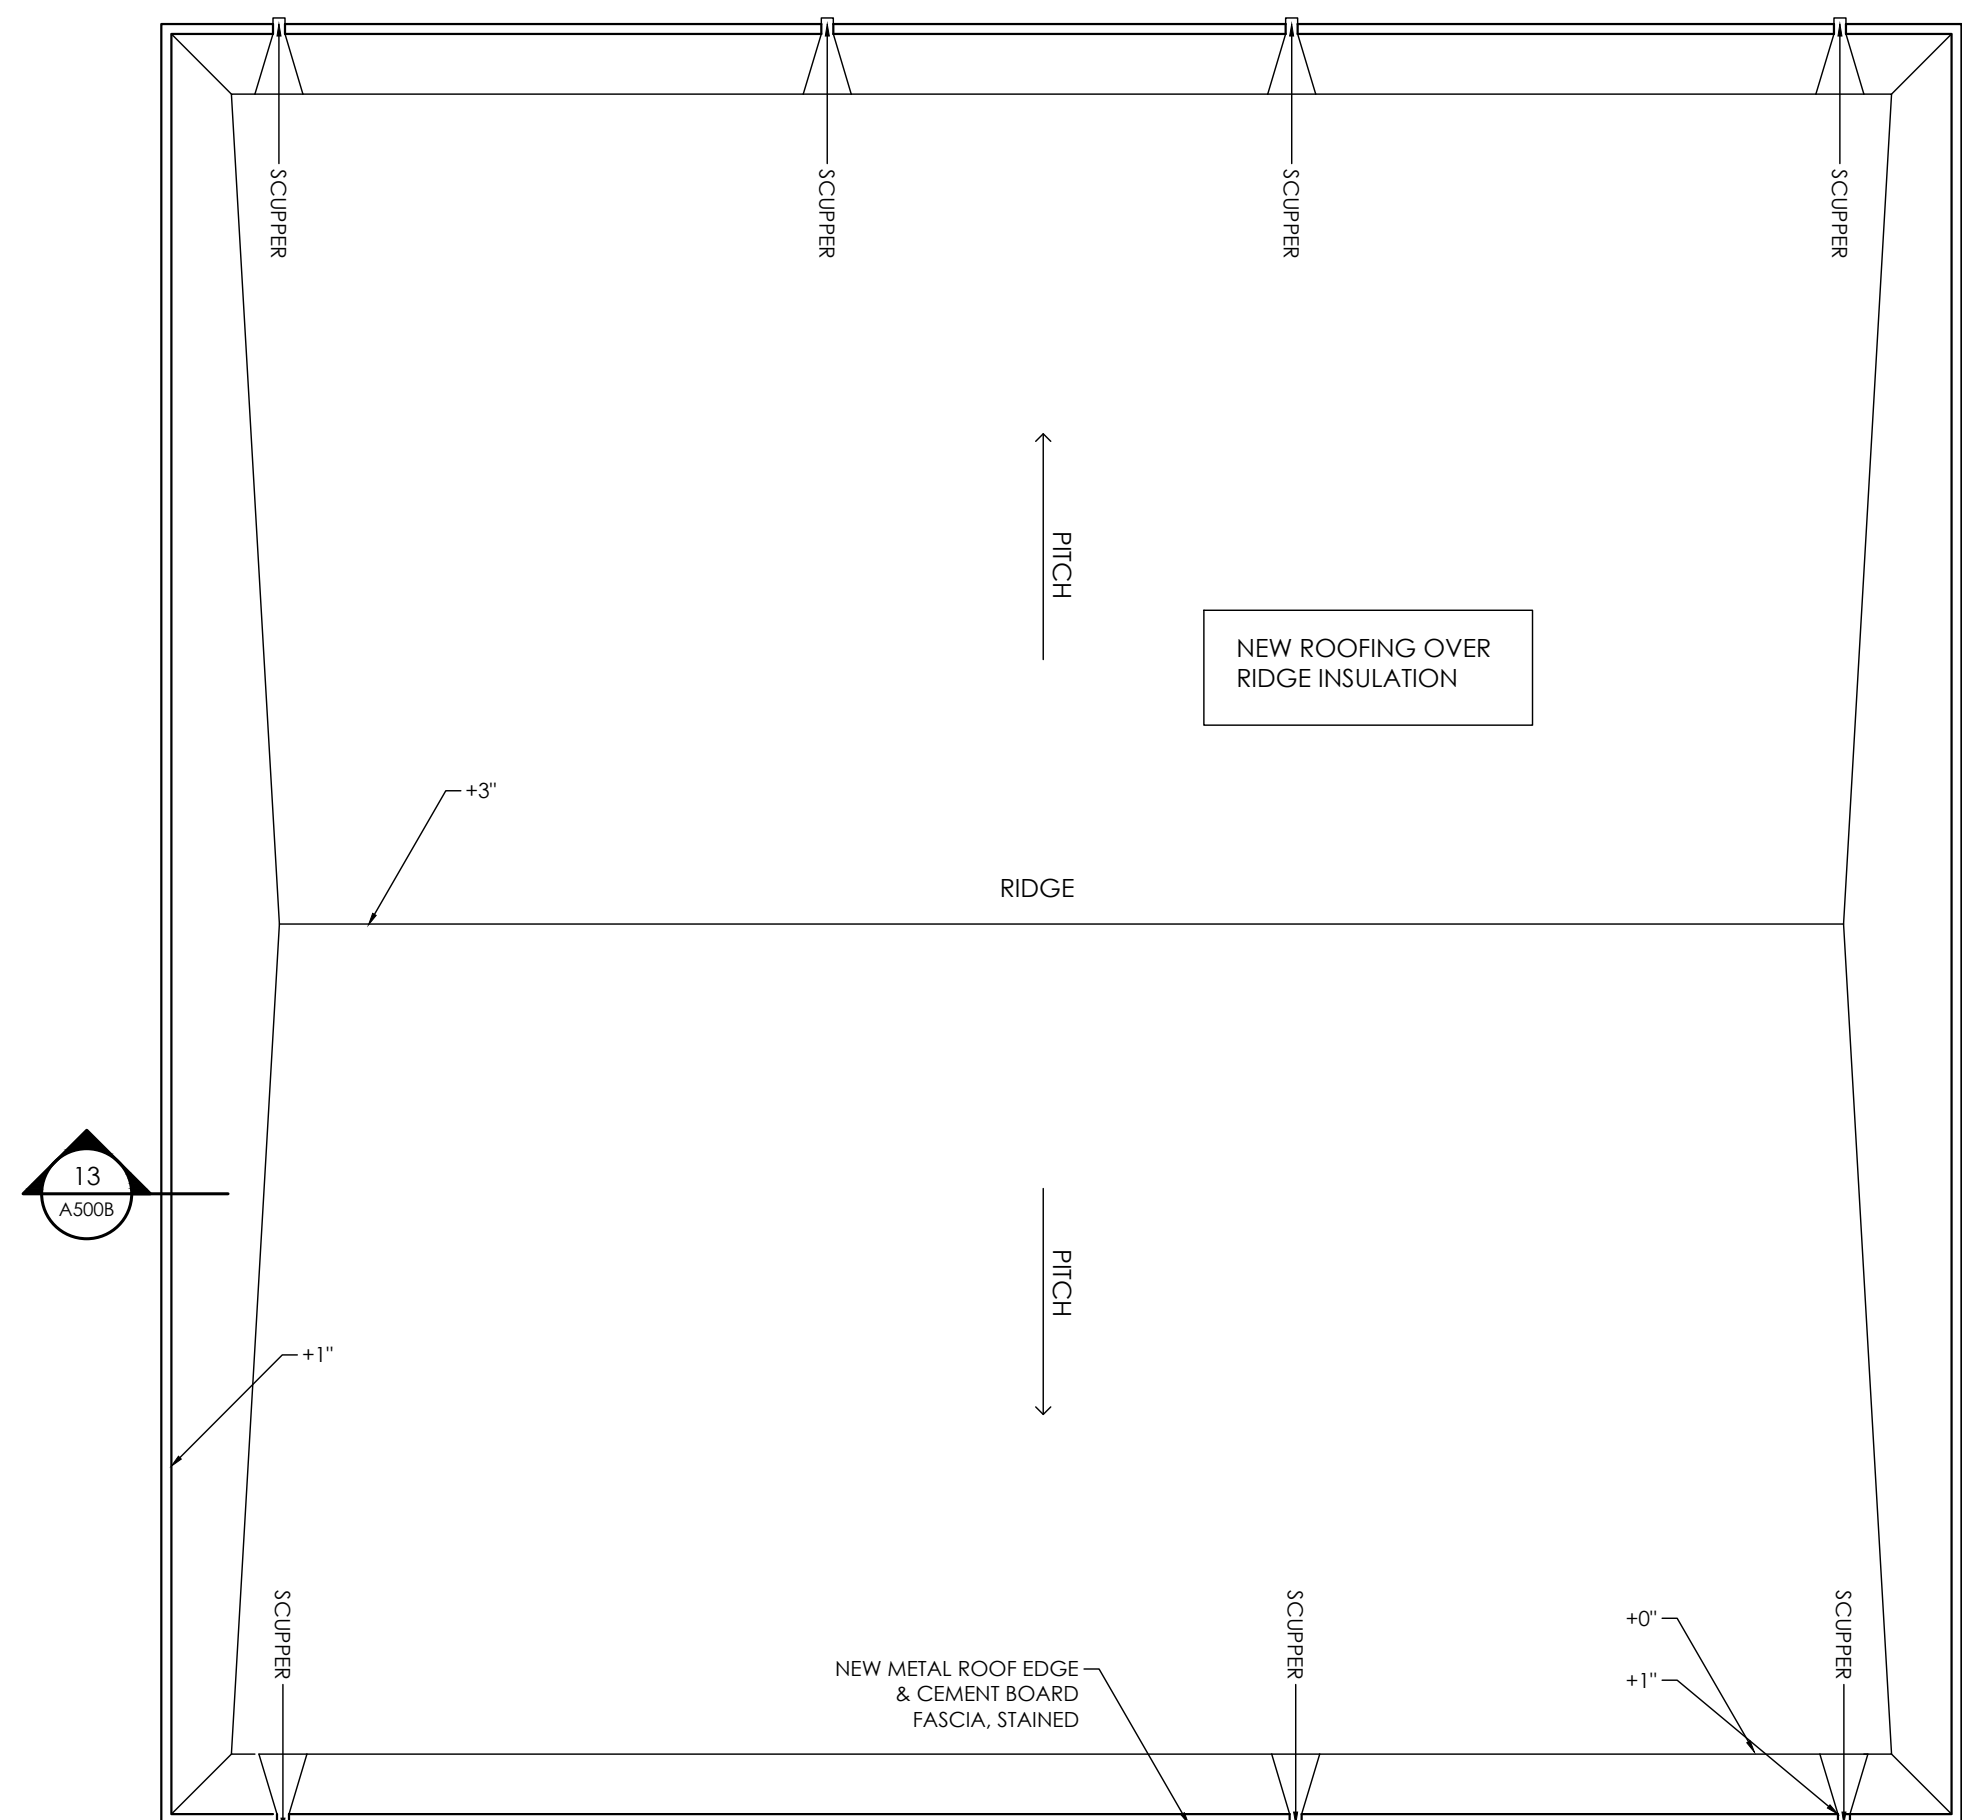 SCUPPER
SCUPPER
SCUPPER
SCUPPER
PITCH
NEW ROOFING OVER
RIDGE INSULATION
+3"
RIDGE
13
A500B
PITCH
+1"
SCUPPER
SCUPPER
SCUPPER
+0"
+1"
NEW METAL ROOF EDGE
& CEMENT BOARD
FASCIA, STAINED